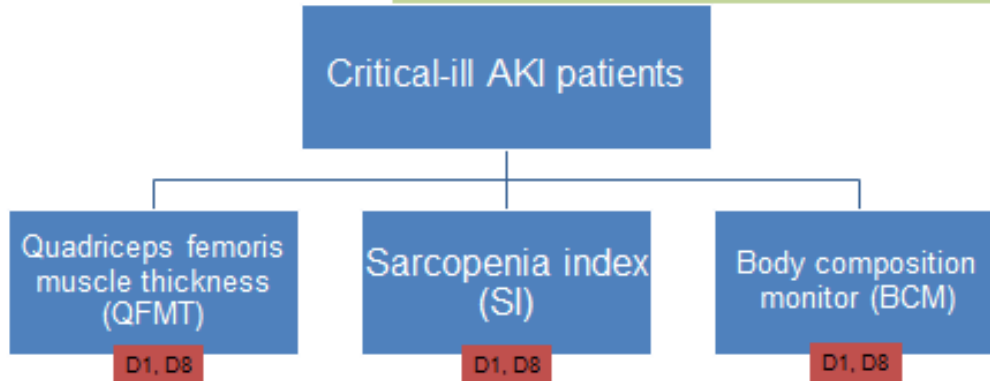 Critical-ill AKI patients
Quadriceps femoris
muscle thickness
(QFMT)
D1, D8
Sarcopenia index
(SI)
D1, D8
Body composition
monitor (BCM)
D1, D8